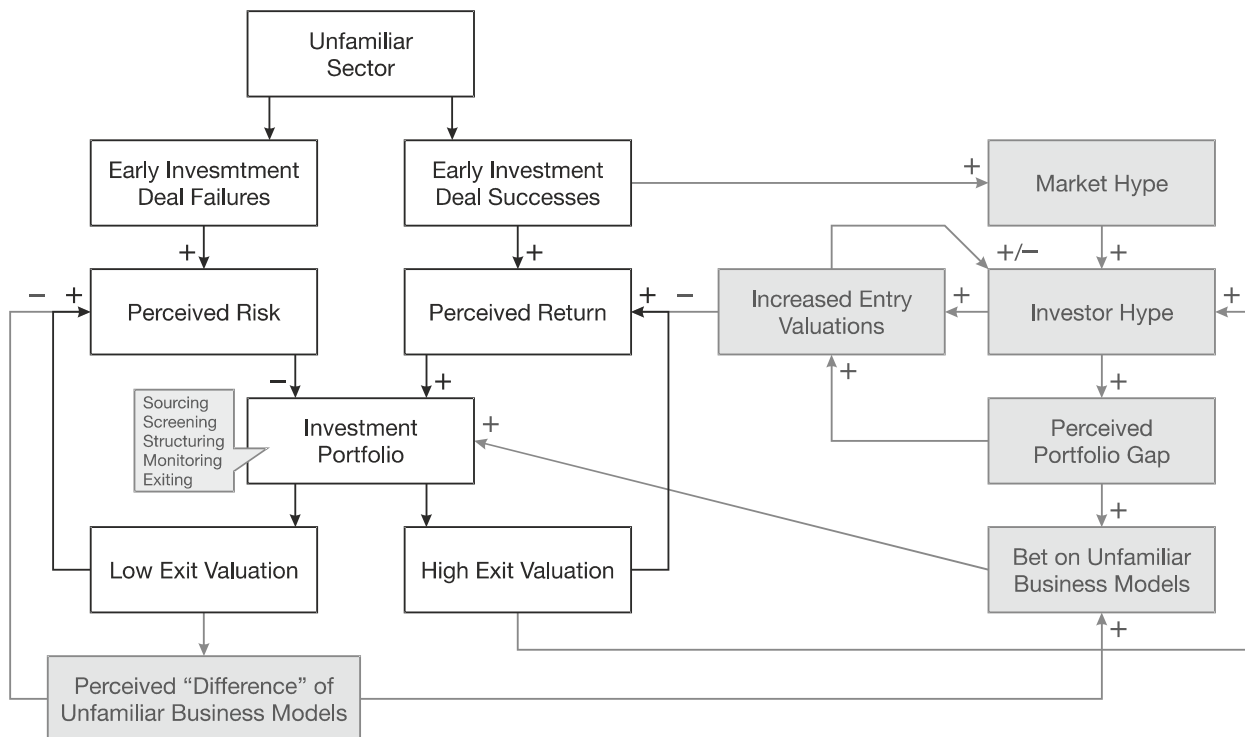 Unfamiliar
Sector
Early Invesmtment
Deal Failures
Early Investment
Deal Successes
+
Market Hype
+
+
+/−
+
−
+
Perceived Risk
Perceived Return
+
−
Increased Entry
Valuations
+
Investor Hype
+
−
+
+
+
Sourcing
Screening
Structuring
Monitoring
Exiting
Investment
Portfolio
+
Perceived
Portfolio Gap
+
Low Exit Valuation
High Exit Valuation
Bet on Unfamiliar
Business Models
+
Perceived “Difference” of
Unfamiliar Business Models